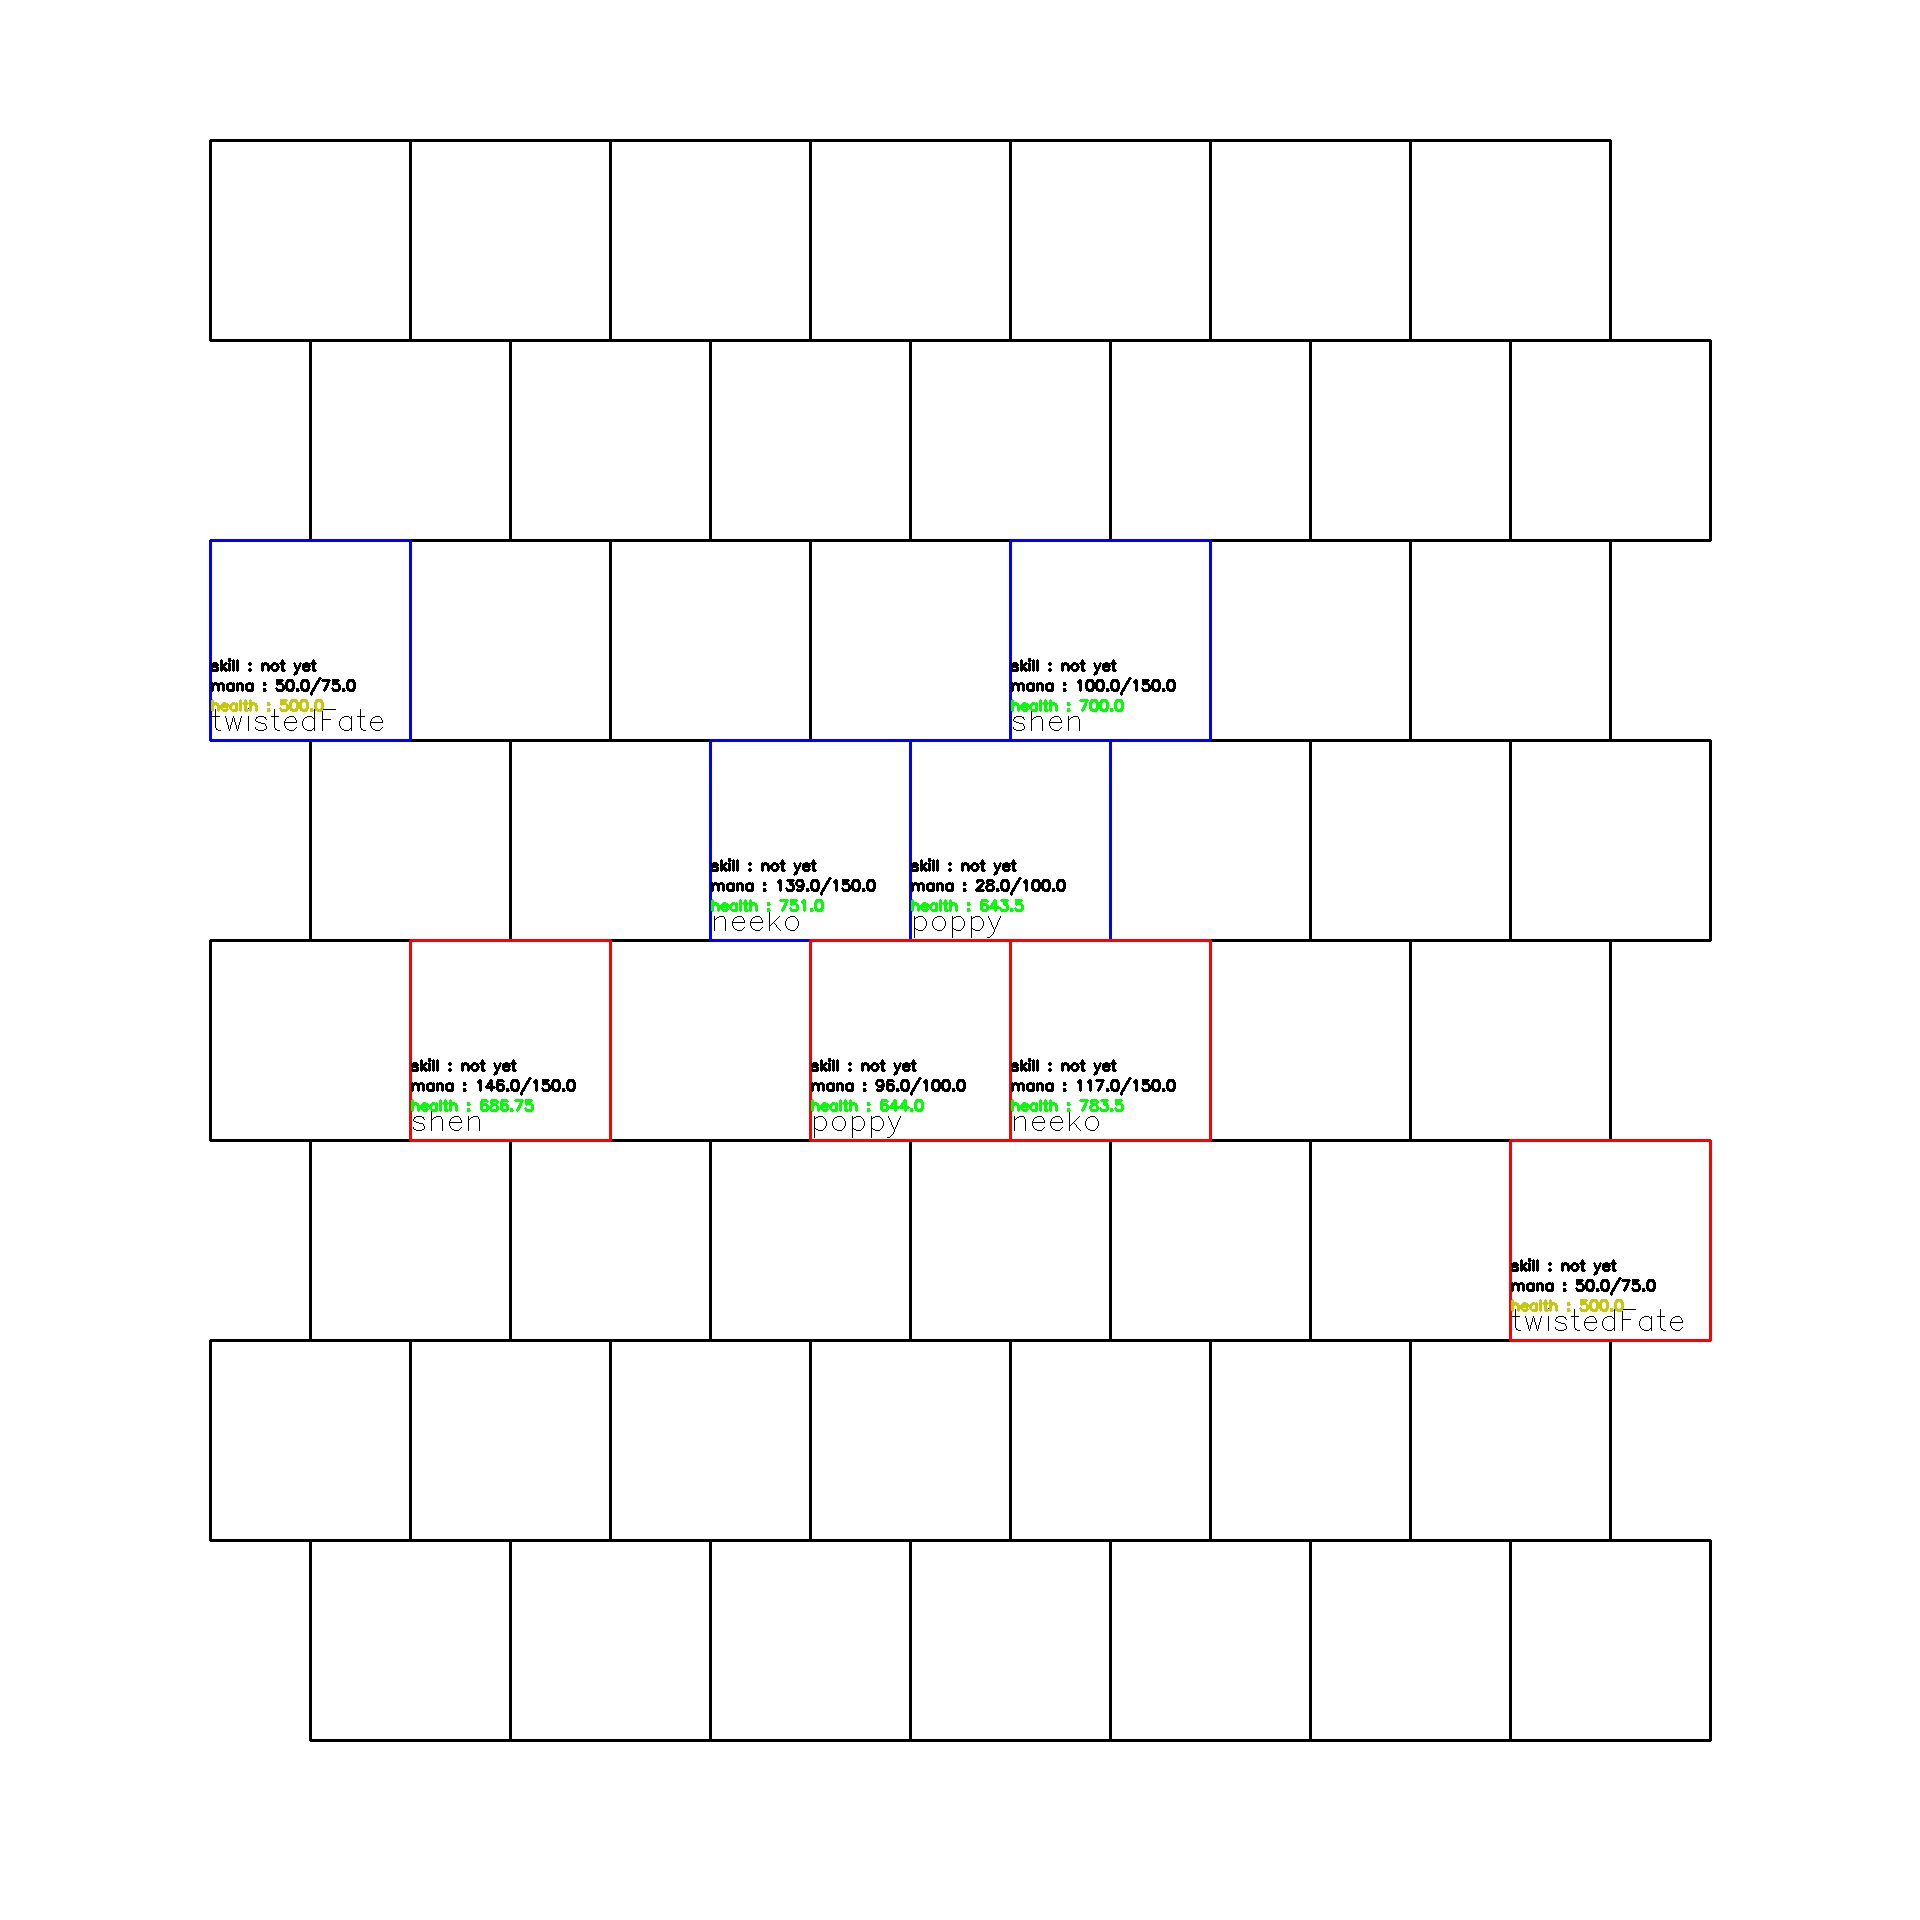 skill : not yet
mana : 50.0/75.0
health : 500.0
twistedFate
skill : not yet
mana : 100.0/150.0
health : 700.0
shen
skill : not yet
mana : 139.0/150.0
health : 751.0
neeko
skill : not yet
mana : 28.0/100.0
health : 643.5
poppy
skill : not yet
mana : 146.0/150.0
health : 686.75
shen
skill : not yet
mana : 96.0/100.0
health : 644.0
poppy
skill : not yet
mana : 117.0/150.0
health : 783.5
neeko
skill : not yet
mana : 50.0/75.0
health : 500.0
twistedFate